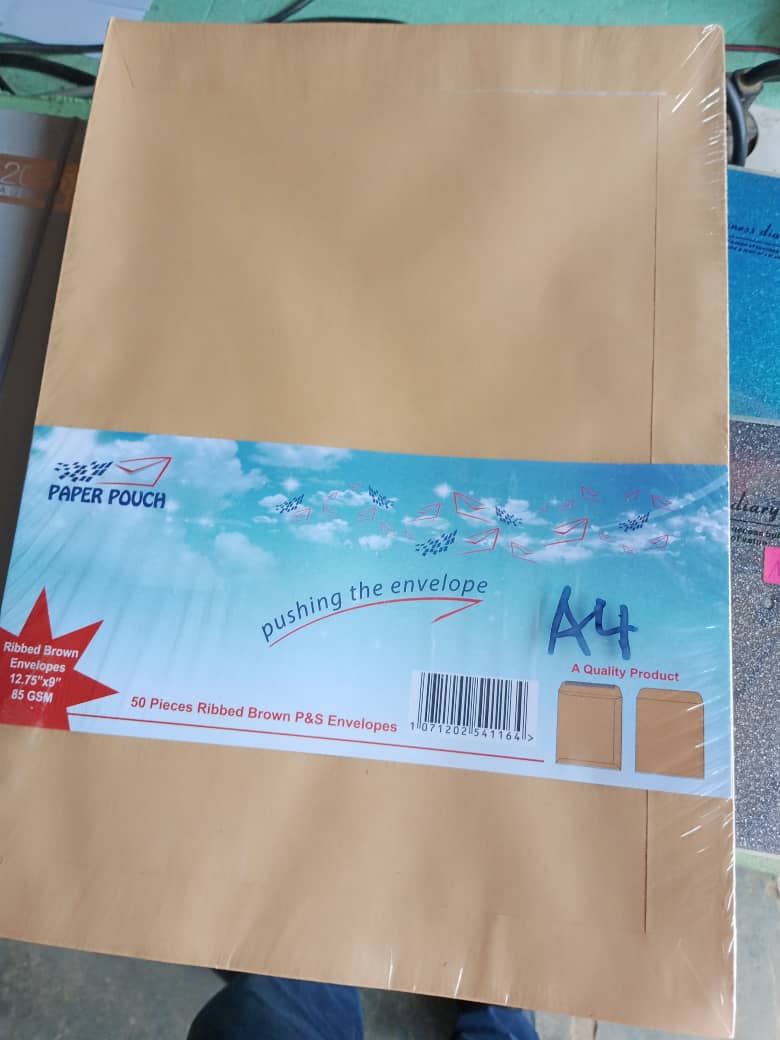 PAPER POUCH
pushing the envelope
A4
A Quality Product
Ribbed Brown
Envelopes
12.75"x9"
85 GSM
50 Pieces Ribbed Brown P&S Envelopes
1 071202 541164 >
diary